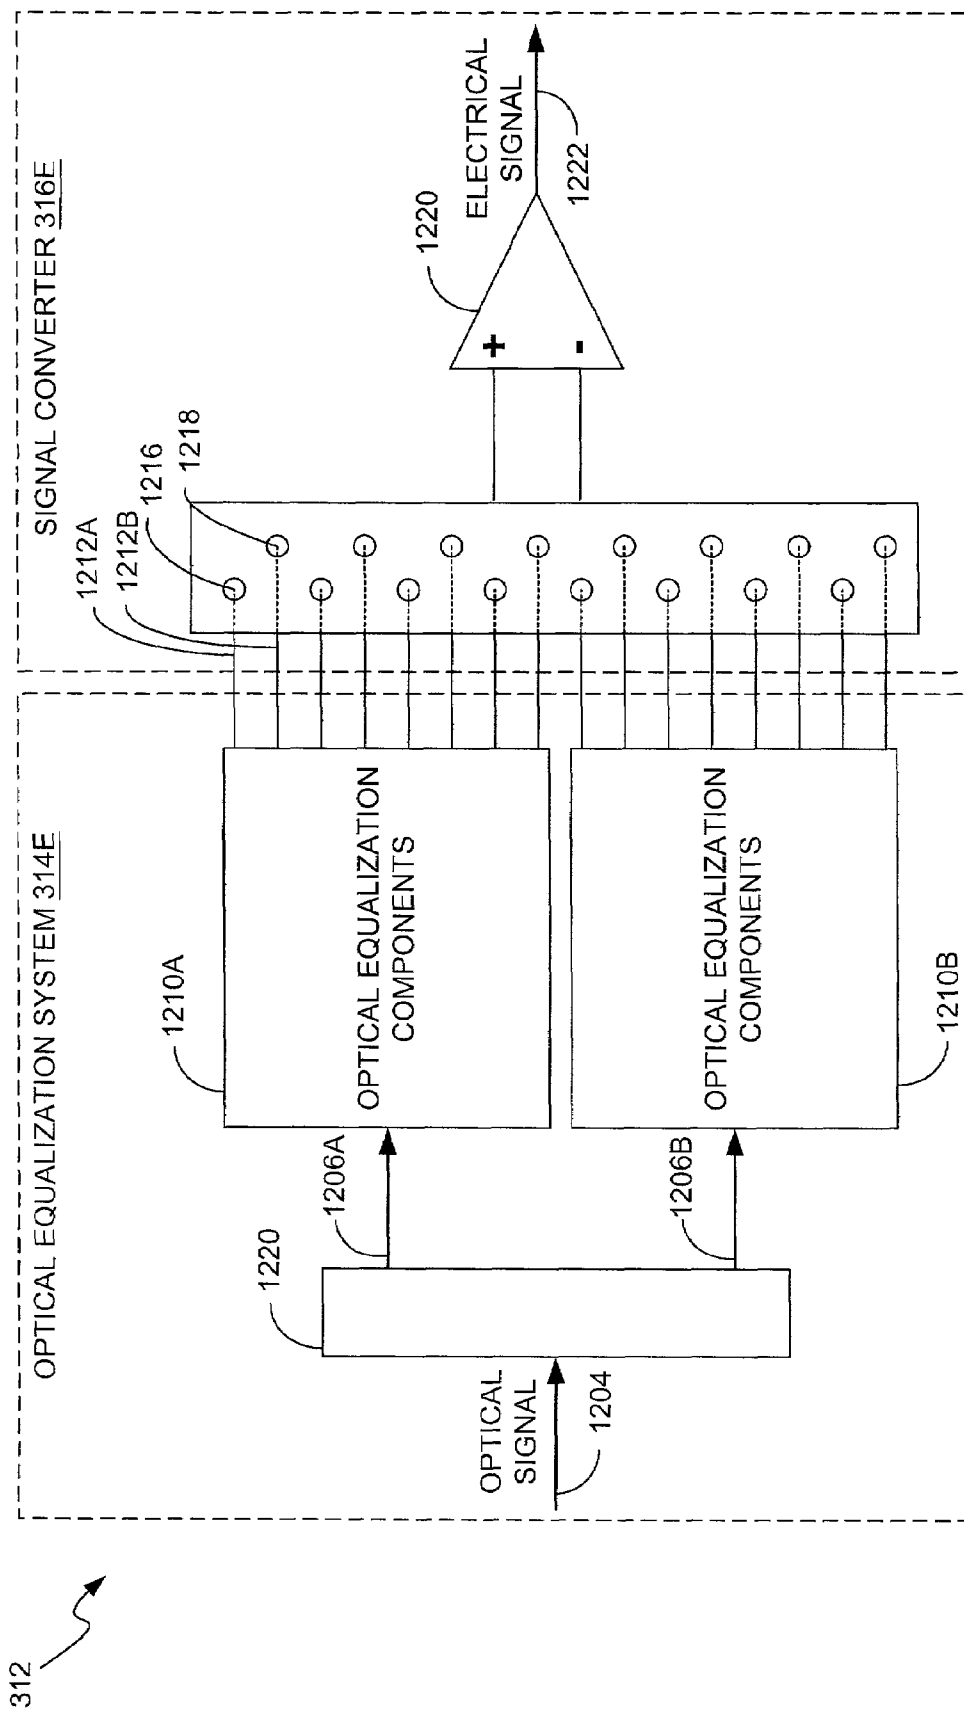 312
OPTICAL EQUALIZATION SYSTEM 314E
SIGNAL CONVERTER 316E
OPTICAL
SIGNAL
1204
1220
1206A
1206B
1210A
OPTICAL EQUALIZATION
COMPONENTS
OPTICAL EQUALIZATION
COMPONENTS
1210B
1212A
1212B
1216
1218
1220
+
-
ELECTRICAL
SIGNAL
1222